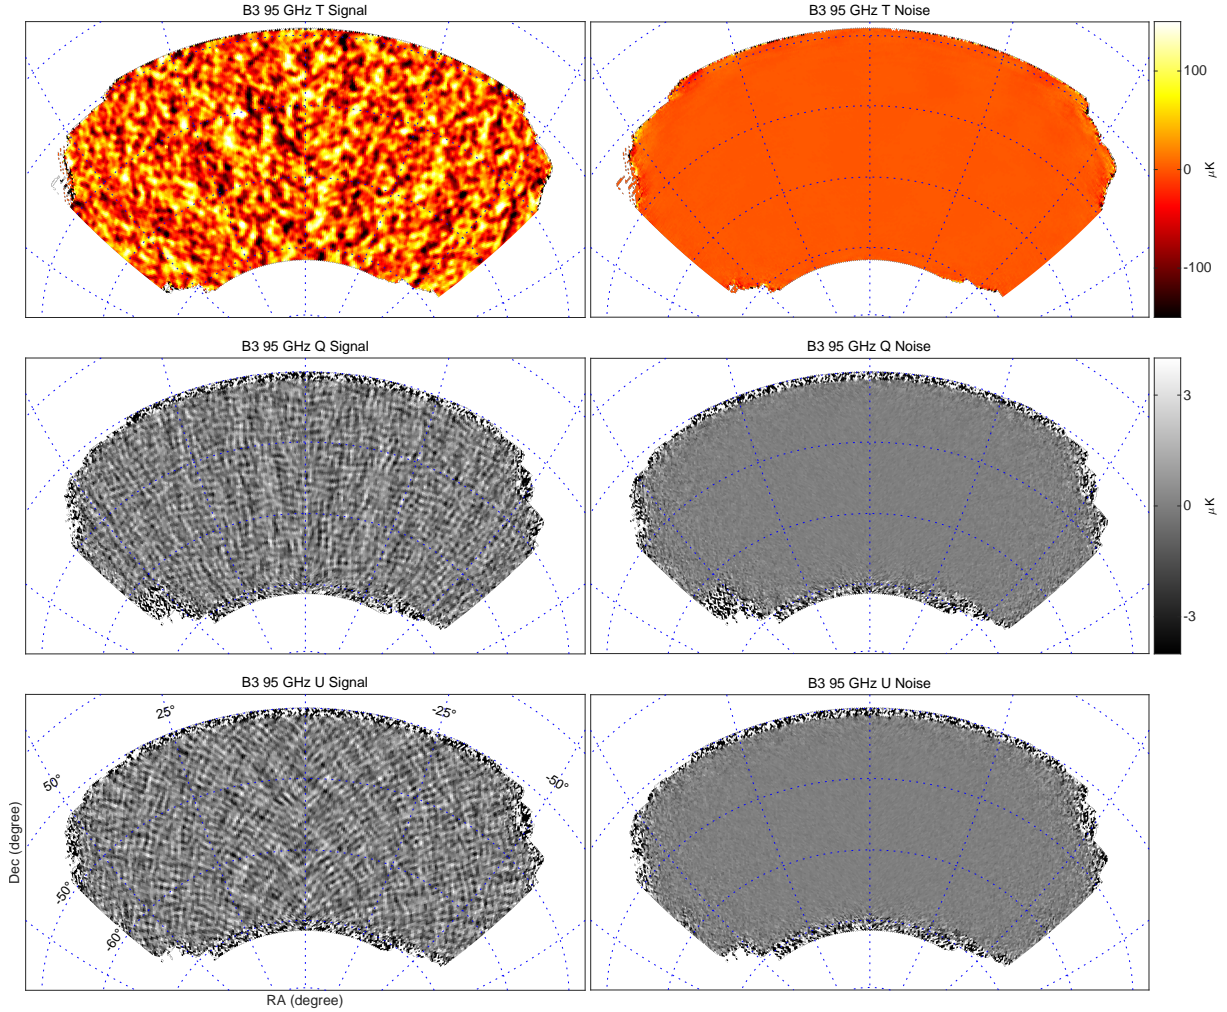 B3 95 GHz T Signal
B3 95 GHz T Noise
100
0
-100
μK
B3 95 GHz Q Signal
B3 95 GHz Q Noise
3
0
-3
μK
B3 95 GHz U Signal
B3 95 GHz U Noise
25°
-25°
50°
-50°
-50°
-60°
Dec (degree)
RA (degree)